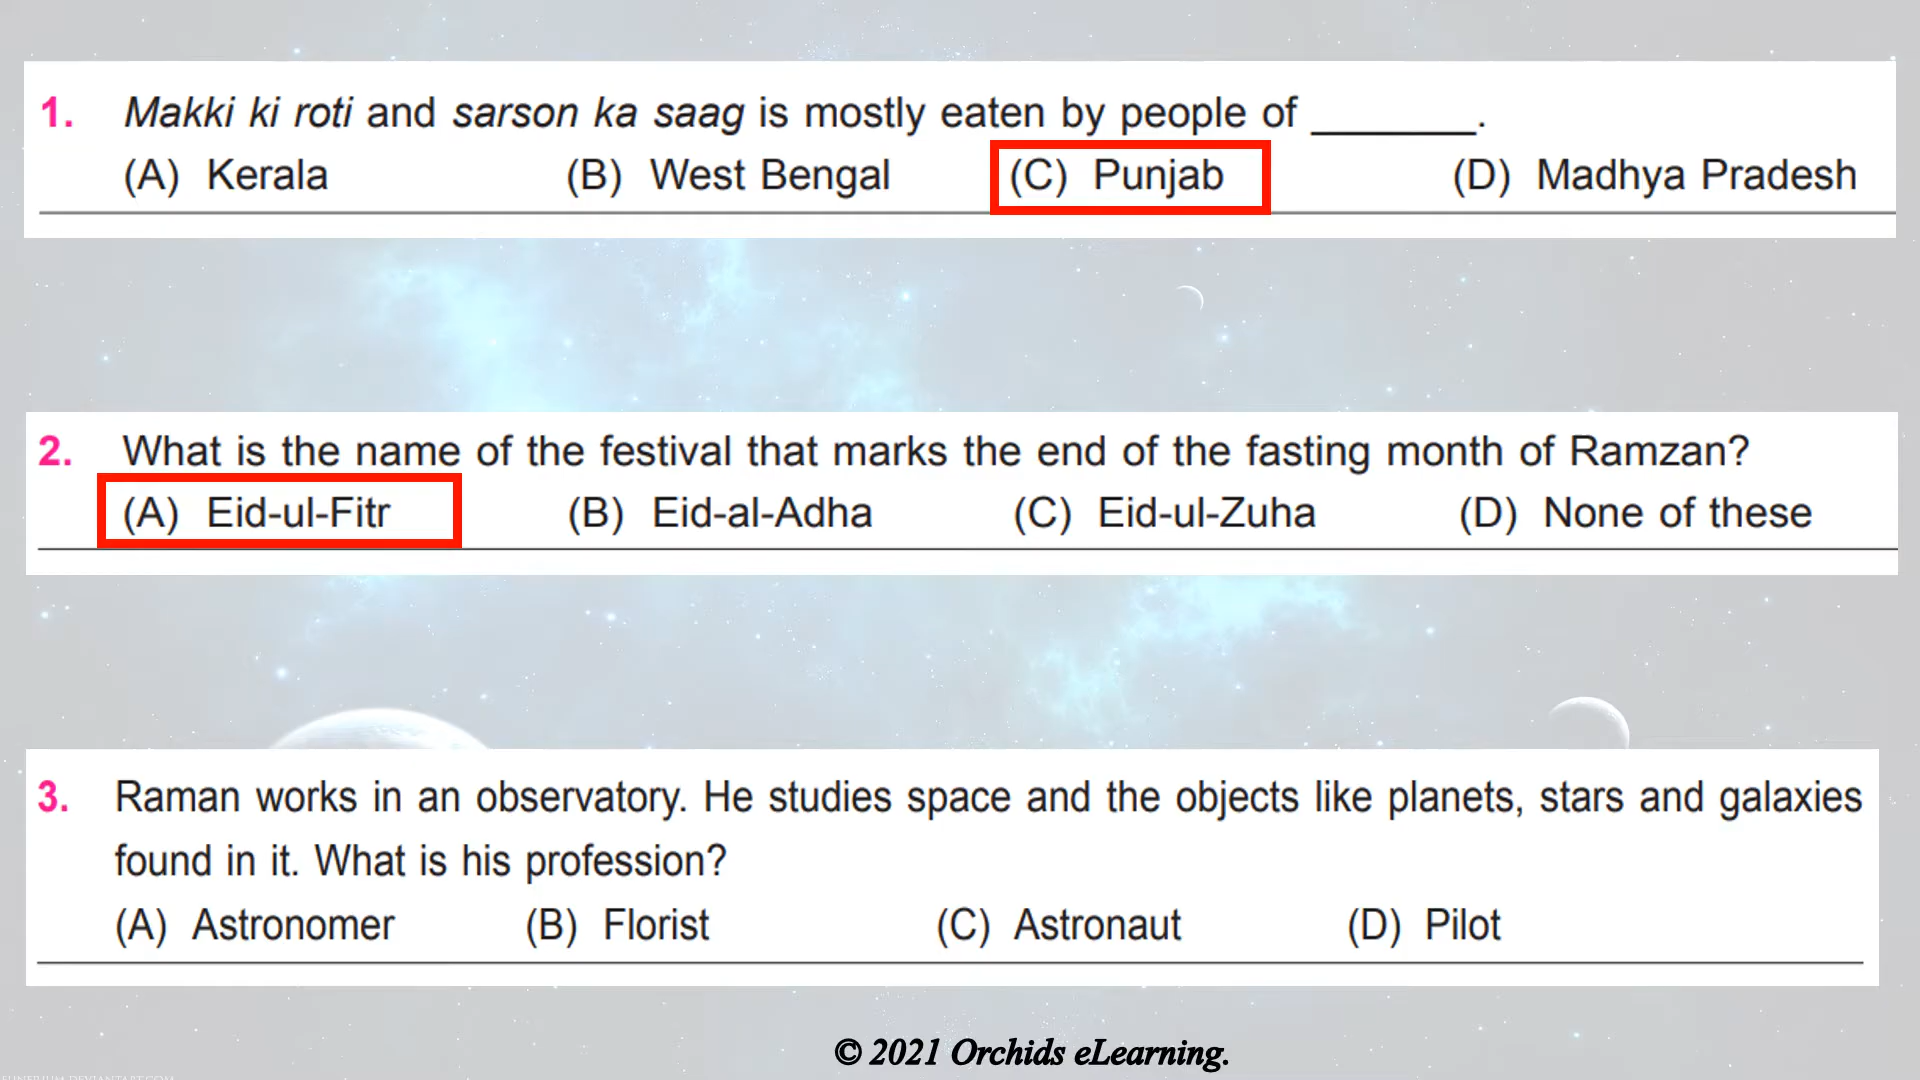 1. Makki ki roti and sarson ka saag is mostly eaten by people of _______.
(A) Kerala (B) West Bengal (C) Punjab (D) Madhya Pradesh
2. What is the name of the festival that marks the end of the fasting month of Ramzan?
(A) Eid-ul-Fitr (B) Eid-al-Adha (C) Eid-ul-Zuha (D) None of these
3. Raman works in an observatory. He studies space and the objects like planets, stars and galaxies
found in it. What is his profession?
(A) Astronomer (B) Florist (C) Astronaut (D) Pilot
© 2021 Orchids eLearning.